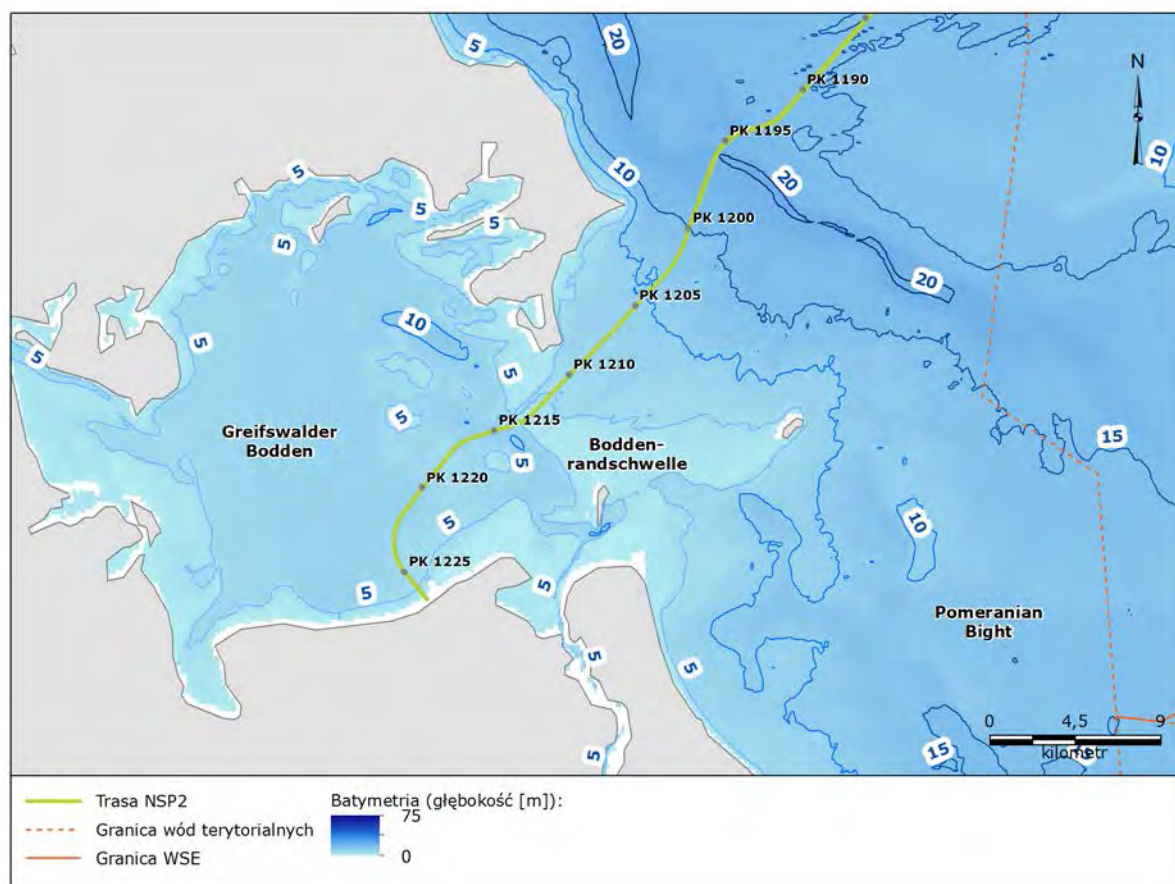 5
20
N
PK 1190
PK 1195
10
5
10
20
5
5
PK 1200
5
20
PK 1205
10
5
5
PK 1210
5
15
5
PK 1215
Greifswalder
Bodden
Bodden-
randschwelle
5
PK 1220
10
5
PK 1225
5
5
Pomeranian
Bight
5
5
0 4,5 9
kilometr
15
5
Trasa NSP2
Granica wód terytorialnych
Granica WSE
Batymetria (głębokość [m]):
75
0